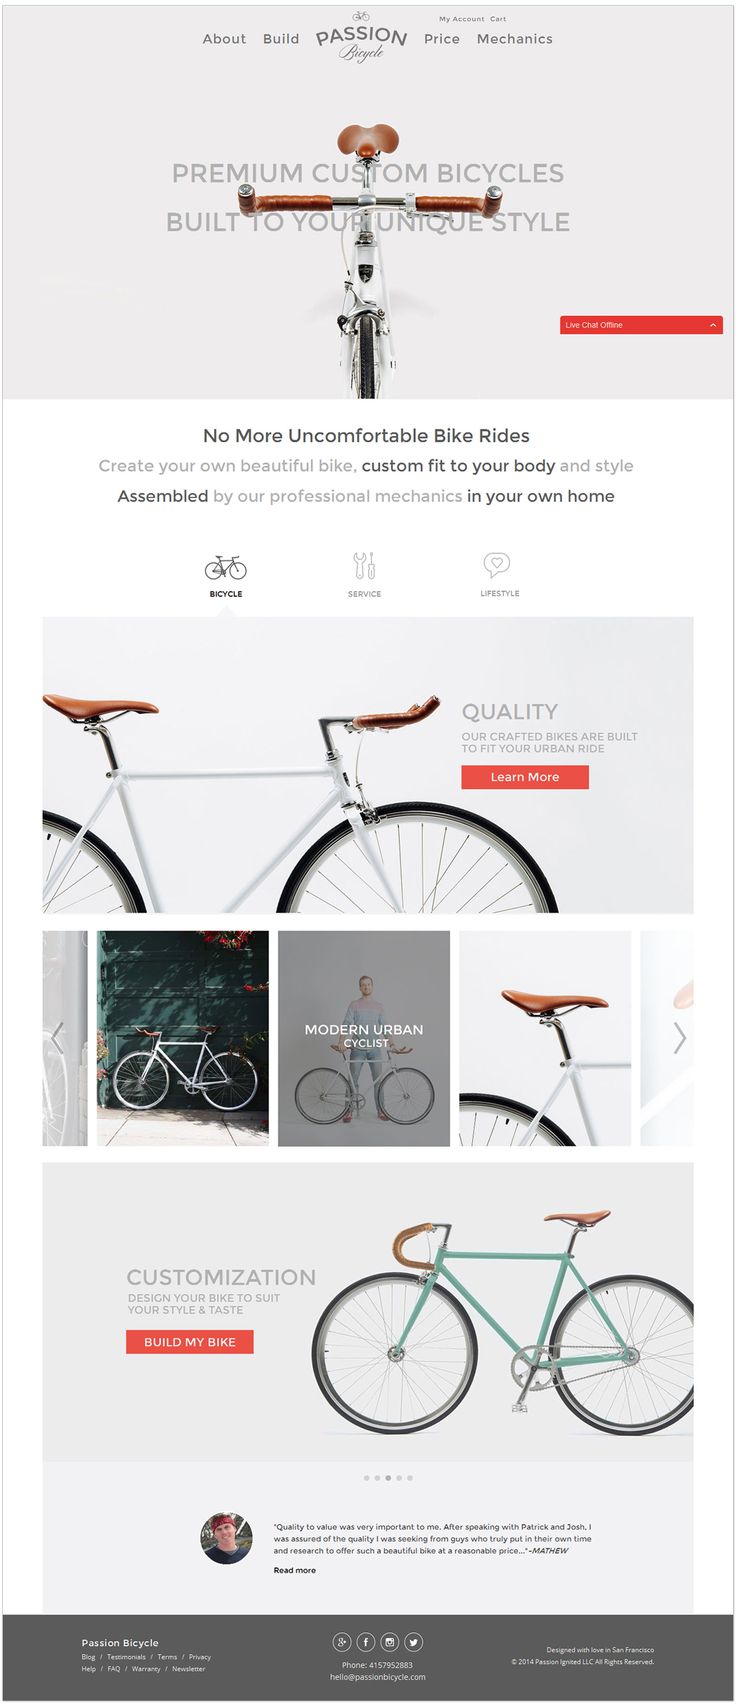 My Account Cart
About Build PASSION Price Mechanics
Bicycle
PREMIUM CUSTOM BICYCLES
BUILT TO YOUR UNIQUE STYLE
Live Chat Offline
No More Uncomfortable Bike Rides
Create your own beautiful bike, custom fit to your body and style
Assembled by our professional mechanics in your own home
BICYCLE SERVICE LIFESTYLE
QUALITY
OUR CRAFTED BIKES ARE BUILT
TO FIT YOUR URBAN RIDE
Learn More
MODERN URBAN
CYCLIST
CUSTOMIZATION
DESIGN YOUR BIKE TO SUIT
YOUR STYLE & TASTE
BUILD MY BIKE
"Quality to value was very important to me. After speaking with Patrick and Josh, I
was assured of the quality I was seeking from guys who truly put in their own time
and research to offer such a beautiful bike at a reasonable price..."-MATHEW
Read more
Passion Bicycle
Blog / Testimonials / Terms / Privacy
Help / FAQ / Warranty / Newsletter
Phone: 4157952883
hello@passionbicycle.com
Designed with love in San Francisco
© 2014 Passion Ignited LLC All Rights Reserved.